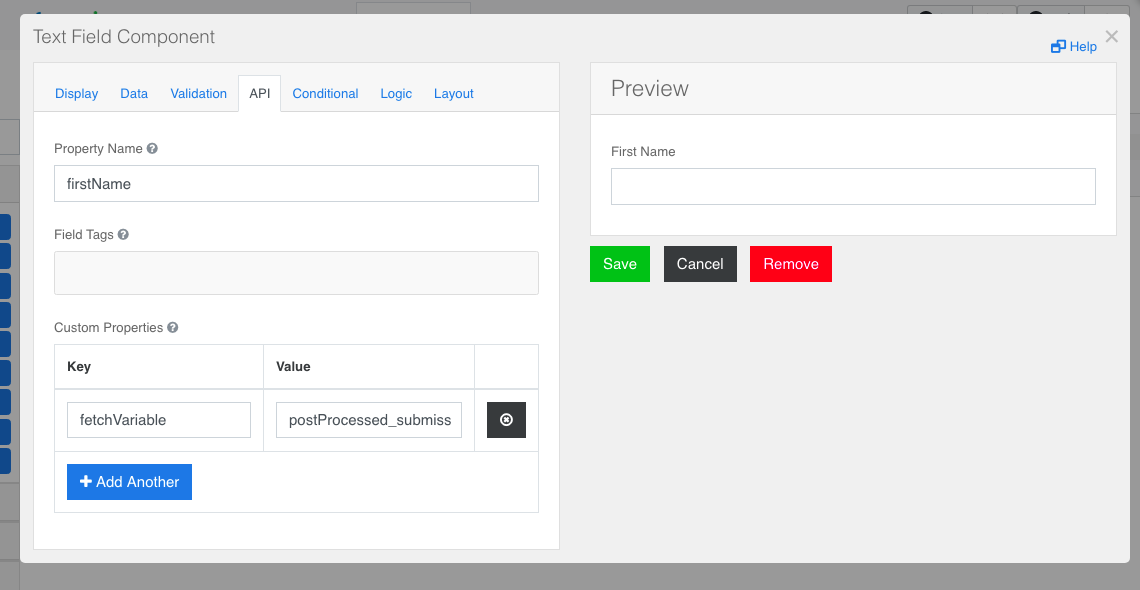 Text Field Component
Help
Display Data Validation API Conditional Logic Layout
Property Name
firstName
Field Tags
Custom Properties
Key Value
fetchVariable postProcessed_submiss
Add Another
Preview
First Name
Save Cancel Remove